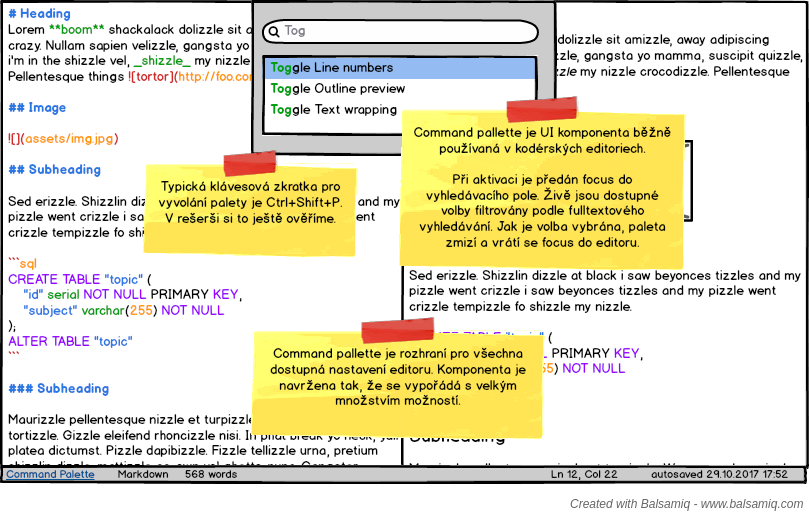 # Heading
Lorem **boom** shackalack dolizzle sit a
crazy. Nullam sapien velizzle, gangsta yo
i'm in the shizzle vel, _shizzle_ my nizzle
Pellentesque things ![tortor](http://foo.co
## Image
![](assets/img.jpg)
## Subheading
Sed erizzle. Shizzlin diz
pizzle went crizzle i saw
crizzle tempizzle fo shi
```sql
CREATE TABLE "topic" (
"id" serial NOT NULL PRIMARY KEY,
"subject" varchar(255) NOT NULL
);
ALTER TABLE "topic"
```
### Subheading
Maurizzle pellentesque nizzle et turpizzle
tortizzle. Gizzle eleifend rhoncizzle nisi. In
platea dictumst. Pizzle dapibizzle. Fizzle tellizzle urna, pretium
Tog
Toggle Line numbers
Toggle Outline preview
Toggle Text wrapping
dolizzle sit amizzle, away adipiscing
zzle, gangsta yo mamma, suscipit quizzle,
zzle my nizzle crocodizzle. Pellentesque
Command pallette je UI komponenta běžně
používaná v kodérských editoriech.
Při aktivaci je předán focus do
vyhledávacího pole. Živě jsou dostupné
volby filtrovány podle fulltextového
vyhledávání. Jak je volba vybrána, paleta
zmizí a vrátí se focus do editoru.
Typická klávesová zkratka pro
vyvolání palety je Ctrl+Shift+P.
V rešerši si to ještě ověříme.
and my
went
Sed erizzle. Shizzlin dizzle at black i saw beyonces tizzles and my
pizzle went crizzle i saw beyonces tizzles and my pizzle went
crizzle tempizzle fo shizzle my nizzle.
(
PRIMARY KEY,
55) NOT NULL
Command pallette je rozhraní pro všechna
dostupná nastavení editoru. Komponenta je
navržena tak, že se vypořádá s velkým
množstvím možností.
Subheading
Command Palette Markdown 568 words Ln 12, Col 22 autosaved 29.10.2017 17:52
Created with Balsamiq - www.balsamiq.com